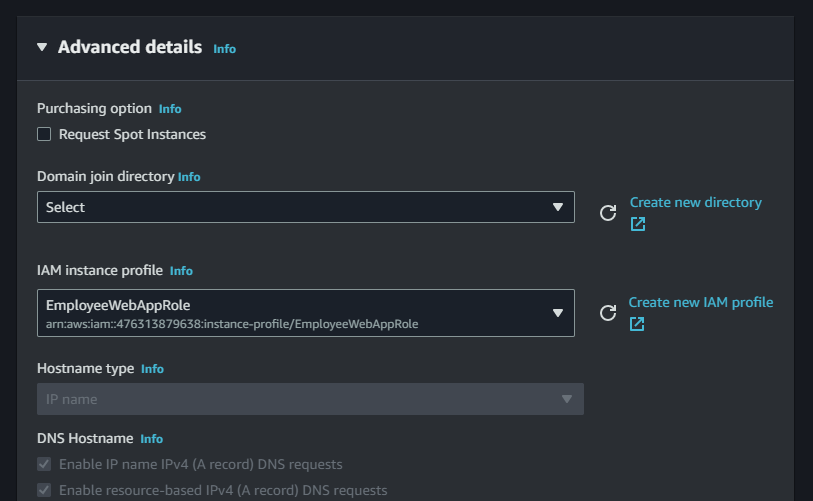 Advanced details Info
Purchasing option Info
Request Spot Instances
Domain join directory Info
Select
Create new directory
IAM instance profile Info
EmployeeWebAppRole
arn:aws:iam::476313879638:instance-profile/EmployeeWebAppRole
Create new IAM profile
Hostname type Info
IP name
DNS Hostname Info
Enable IP name IPv4 (A record) DNS requests
Enable resource-based IPv4 (A record) DNS requests